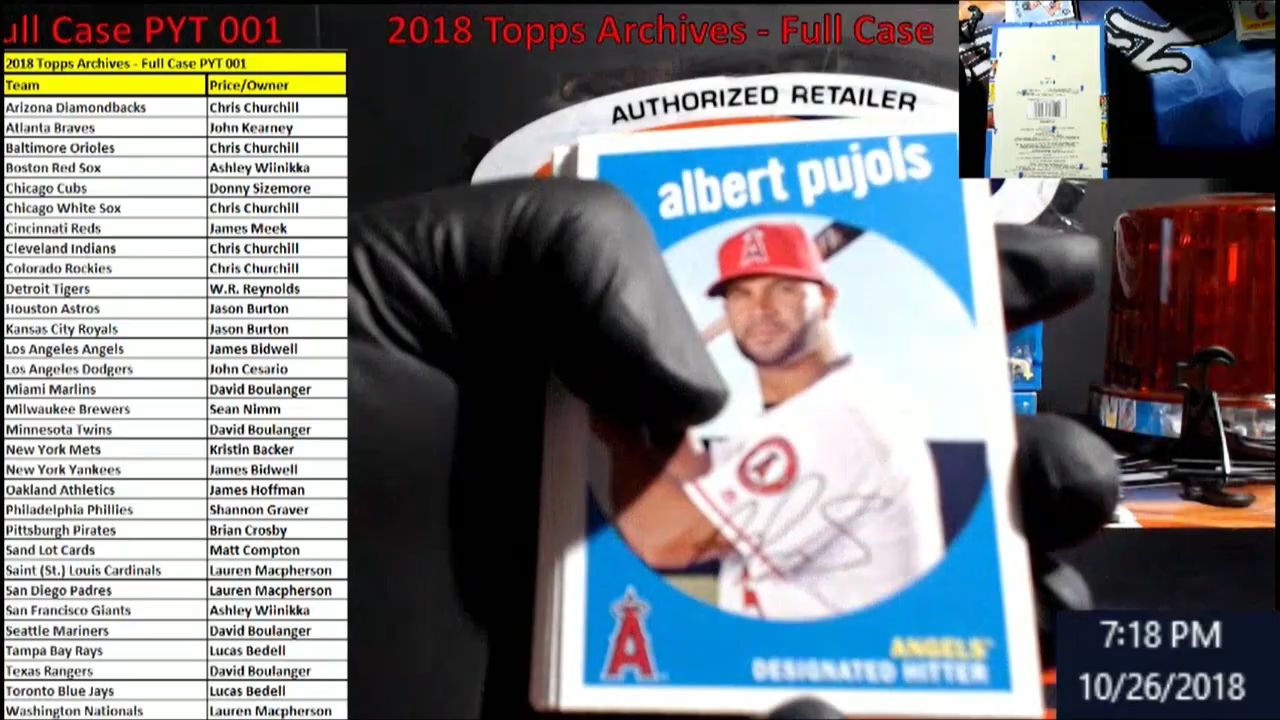 ull Case PYT 001
2018 Topps Archives - Full Case
2018 Topps Archives - Full Case PYT 001
Team Price/Owner
Arizona Diamondbacks Chris Churchill
Atlanta Braves John Kearney
Baltimore Orioles Chris Churchill
Boston Red Sox Ashley Wiinikka
Chicago Cubs Donny Sizemore
Chicago White Sox Chris Churchill
Cincinnati Reds James Meek
Cleveland Indians Chris Churchill
Colorado Rockies Chris Churchill
Detroit Tigers W.R. Reynolds
Houston Astros Jason Burton
Kansas City Royals Jason Burton
Los Angeles Angels James Bidwell
Los Angeles Dodgers John Cesario
Miami Marlins David Boulanger
Milwaukee Brewers Sean Nimm
Minnesota Twins David Boulanger
New York Mets Kristin Backer
New York Yankees James Bidwell
Oakland Athletics James Hoffman
Philadelphia Phillies Shannon Graver
Pittsburgh Pirates Brian Crosby
Sand Lot Cards Matt Compton
Saint (St.) Louis Cardinals Lauren Macpherson
San Diego Padres Lauren Macpherson
San Francisco Giants Ashley Wiinikka
Seattle Mariners David Boulanger
Tampa Bay Rays Lucas Bedell
Texas Rangers David Boulanger
Toronto Blue Jays Lucas Bedell
Washington Nationals Lauren Macpherson
AUTHORIZED RETAILER
albert pujols
A
A
A
ANGELS
DESIGNATED HITTER
7:18 PM
10/26/2018